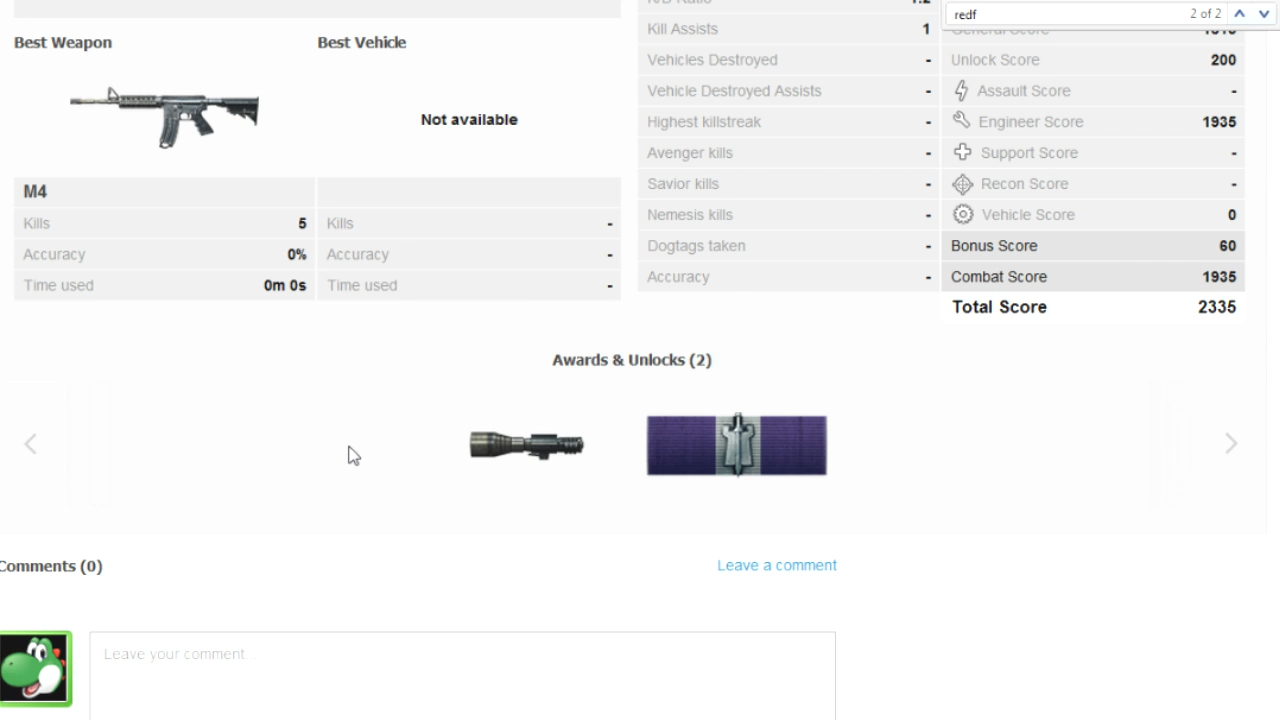 redf 2 of 2
Best Weapon Best Vehicle
Not available
M4
Kills 5 Kills -
Accuracy 0% Accuracy -
Time used 0m 0s Time used -
Kill Assists 1
Vehicles Destroyed -
Vehicle Destroyed Assists -
Highest killstreak -
Avenger kills -
Savior kills -
Nemesis kills -
Dogtags taken -
Accuracy -
General Score
Unlock Score 200
Assault Score -
Engineer Score 1935
Support Score -
Recon Score -
Vehicle Score 0
Bonus Score 60
Combat Score 1935
Total Score 2335
Awards & Unlocks (2)
Comments (0) Leave a comment
Leave your comment...